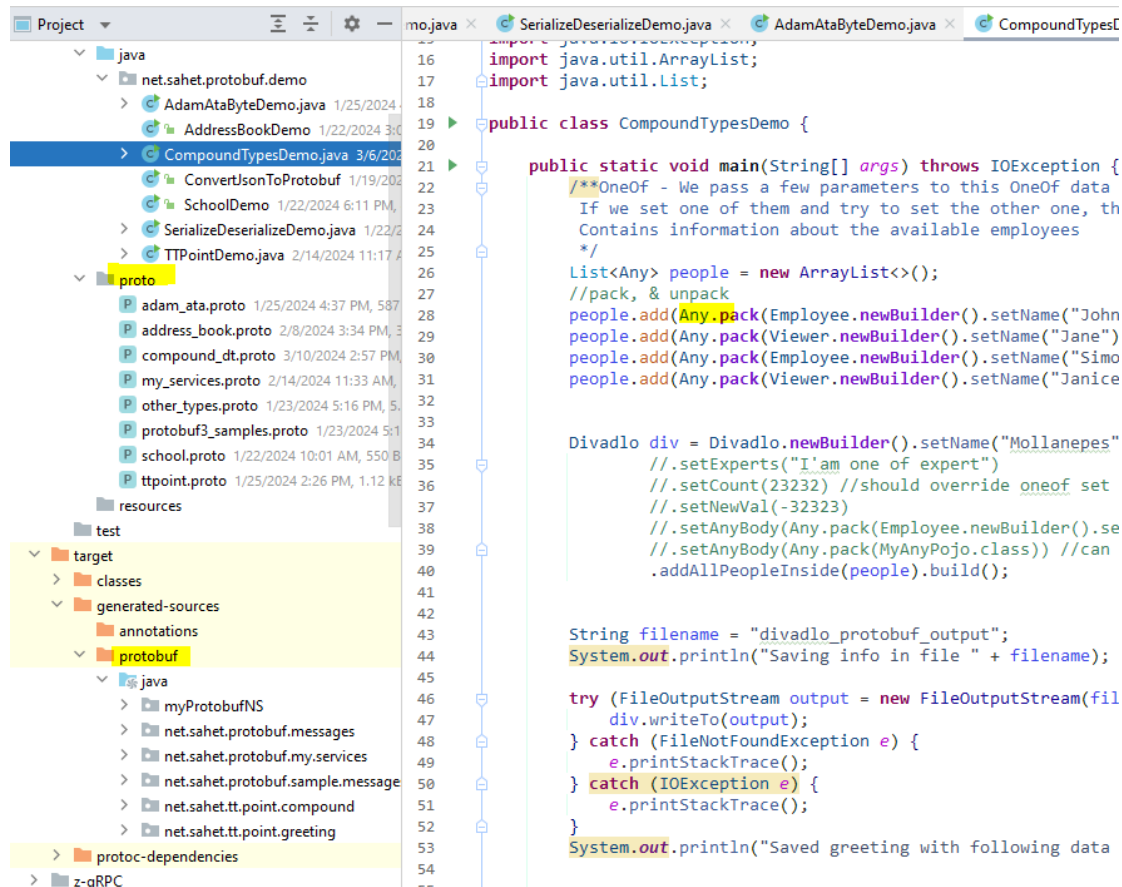 Project
java
net.sahet.protobuf.demo
AdamAtaByteDemo.java 1/25/2024
AddressBookDemo 1/22/2024 3:0
CompoundTypesDemo.java 3/6/202
ConvertJsonToProtobuf 1/19/202
SchoolDemo 1/22/2024 6:11 PM,
SerializeDeserializeDemo.java 1/22/2
TTPointDemo.java 2/14/2024 11:17
proto
adam_ata.proto 1/25/2024 4:37 PM, 587
address_book.proto 2/8/2024 3:34 PM, 3
compound_dt.proto 3/10/2024 2:57 PM,
my_services.proto 2/14/2024 11:33 AM,
other_types.proto 1/23/2024 5:16 PM, 5.
protobuf3_samples.proto 1/23/2024 5:1
school.proto 1/22/2024 10:01 AM, 550 B
ttpoint.proto 1/25/2024 2:26 PM, 1.12 kB
resources
test
target
classes
generated-sources
annotations
protobuf
java
myProtobufNS
net.sahet.protobuf.messages
net.sahet.protobuf.my.services
net.sahet.protobuf.sample.message
net.sahet.tt.point.compound
net.sahet.tt.point.greeting
protoc-dependencies
z-gRPC
mo.java SerializeDeserializeDemo.java AdamAtaByteDemo.java CompoundTypesD
15 import java.io.IOException;
16 import java.util.ArrayList;
17 import java.util.List;
18
19 public class CompoundTypesDemo {
20
21 public static void main(String[] args) throws IOException {
22 /**OneOf - We pass a few parameters to this OneOf data
23 If we set one of them and try to set the other one, th
24 Contains information about the available employees
25 */
26 List<Any> people = new ArrayList<>();
27 //pack, & unpack
28 people.add(Any.pack(Employee.newBuilder().setName("John
29 people.add(Any.pack(Viewer.newBuilder().setName("Jane")
30 people.add(Any.pack(Employee.newBuilder().setName("Simo
31 people.add(Any.pack(Viewer.newBuilder().setName("Janice
32
33
34 Divadlo div = Divadlo.newBuilder().setName("Mollanepes"
35 //.setExperts("I'am one of expert")
36 //.setCount(23232) //should override oneof set
37 //.setNewVal(-32323)
38 //.setAnyBody(Any.pack(Employee.newBuilder().se
39 //.setAnyBody(Any.pack(MyAnyPojo.class)) //can
40 .addAllPeopleInside(people).build();
41
42
43 String filename = "divadlo_protobuf_output";
44 System.out.println("Saving info in file " + filename);
45
46 try (FileOutputStream output = new FileOutputStream(fil
47 div.writeTo(output);
48 } catch (FileNotFoundException e) {
49 e.printStackTrace();
50 } catch (IOException e) {
51 e.printStackTrace();
52 }
53 System.out.println("Saved greeting with following data
54